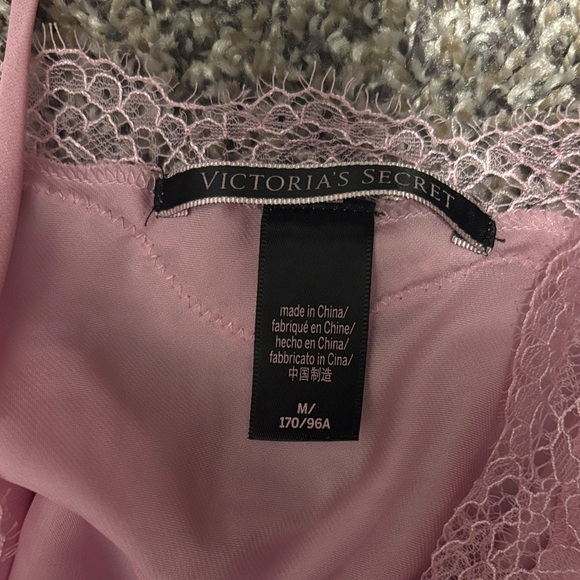 VICTORIA'S SECRET
made in China/
fabriqué en Chine/
hecho en China/
fabbricato in Cina/
中国制造
M/
170/96A